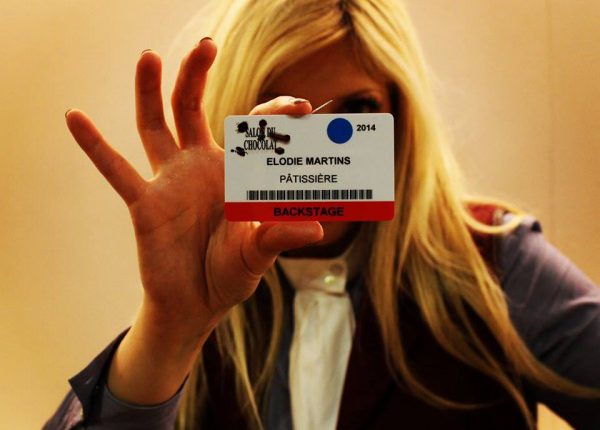 SALON DU
CHOCOLAT
2014
ELODIE MARTINS
PÂTISSIÈRE
BACKSTAGE